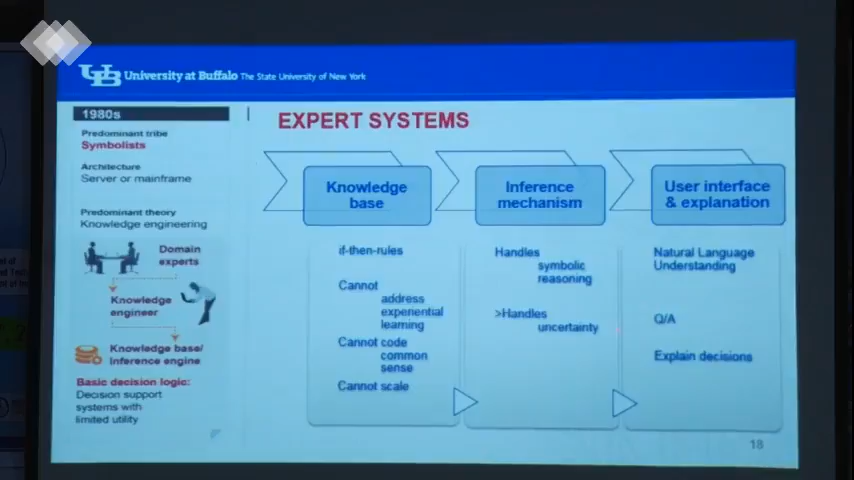 UB University at Buffalo The State University of New York
1980s
Predominant tribe
Symbolists
Architecture
Server or mainframe
Predominant theory
Knowledge engineering
Domain
experts
Knowledge
engineer
Knowledge base/
Inference engine
Basic decision logic:
Decision support
systems with
limited utility
EXPERT SYSTEMS
Knowledge
base
if-then-rules
Cannot
address
experiential
learning
Cannot code
common
sense
Cannot scale
Inference
mechanism
Handles
symbolic
reasoning
>Handles
uncertainty
User interface
& explanation
Natural Language
Understanding
Q/A
Explain decisions
18